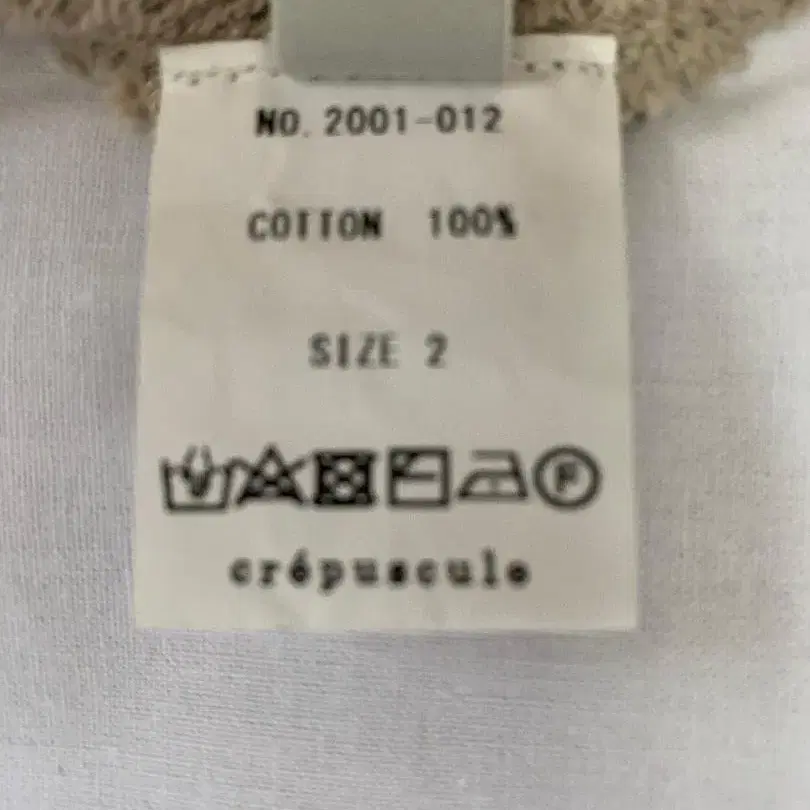 NO. 2001-012
COTTON 100%
SIZE 2
F
crépuscule